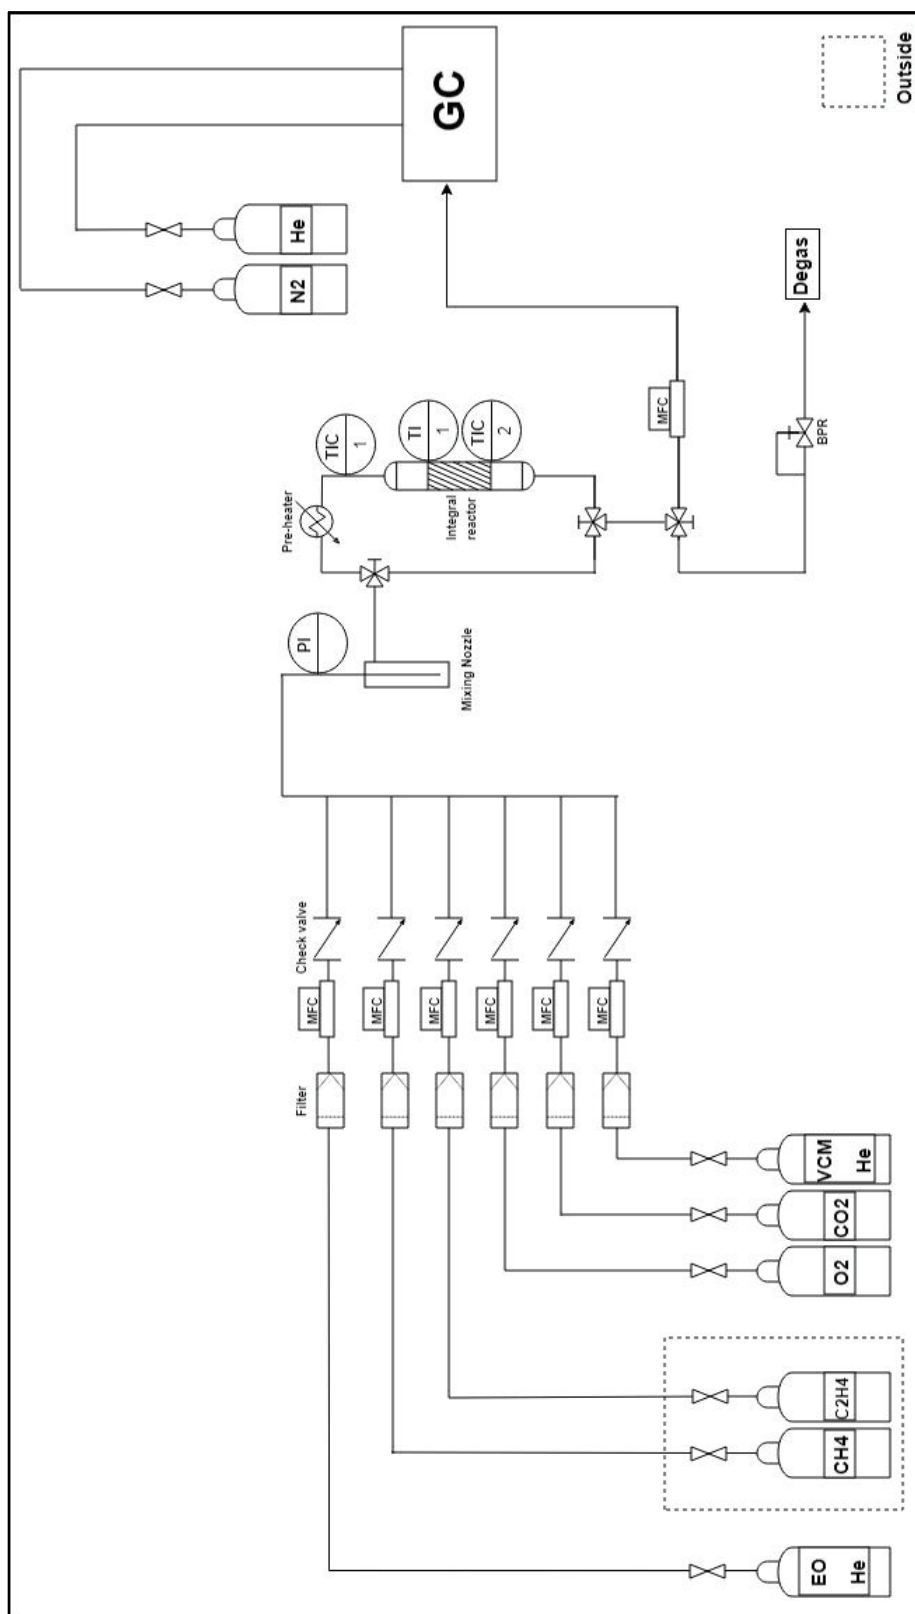 EO
He
CH4
C2H4
O2
CO2
VCM
He
Filter
MFC
MFC
MFC
MFC
MFC
MFC
Check valve
PI
Mixing Nozzle
Pre-heater
TIC
1
TI
1
TIC
2
Integral
reactor
MFC
BPR
Degas
N2
He
GC
Outside